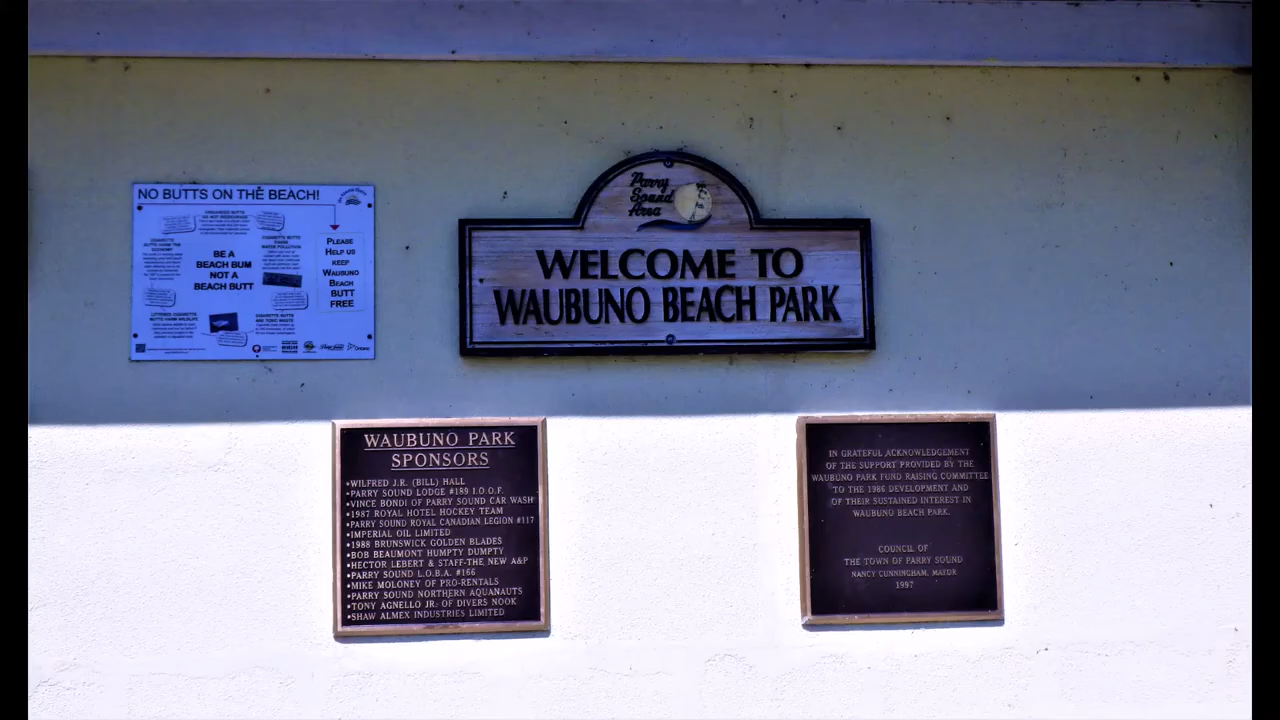 NO BUTTS ON THE BEACH!
BE A
BEACH BUM
NOT A
BEACH BUTT
PLEASE
HELP US
KEEP
WAUBUNO
BEACH
BUTT
FREE
Ontario
Parry
Sound
Area
WELCOME TO
WAUBUNO BEACH PARK
WAUBUNO PARK
SPONSORS
•WILFRED J.R. (BILL) HALL
•PARRY SOUND LODGE #189 I.O.O.F.
•VINCE BONDI OF PARRY SOUND CAR WASH
•1987 ROYAL HOTEL HOCKEY TEAM
•PARRY SOUND ROYAL CANADIAN LEGION #117
•IMPERIAL OIL LIMITED
•1988 BRUNSWICK GOLDEN BLADES
•BOB BEAUMONT HUMPTY DUMPTY
•HECTOR LEBERT & STAFF-THE NEW A&P
•PARRY SOUND L.O.B.A. #166
•MIKE MOLONEY OF PRO-RENTALS
•PARRY SOUND NORTHERN AQUANAUTS
•TONY AGNELLO JR. OF DIVERS NOOK
•SHAW ALMEX INDUSTRIES LIMITED
IN GRATEFUL ACKNOWLEDGEMENT
OF THE SUPPORT PROVIDED BY THE
WAUBUNO PARK FUND RAISING COMMITTEE
TO THE 1986 DEVELOPMENT AND
OF THEIR SUSTAINED INTEREST IN
WAUBUNO BEACH PARK.
COUNCIL OF
THE TOWN OF PARRY SOUND
NANCY CUNNINGHAM, MAYOR
1997